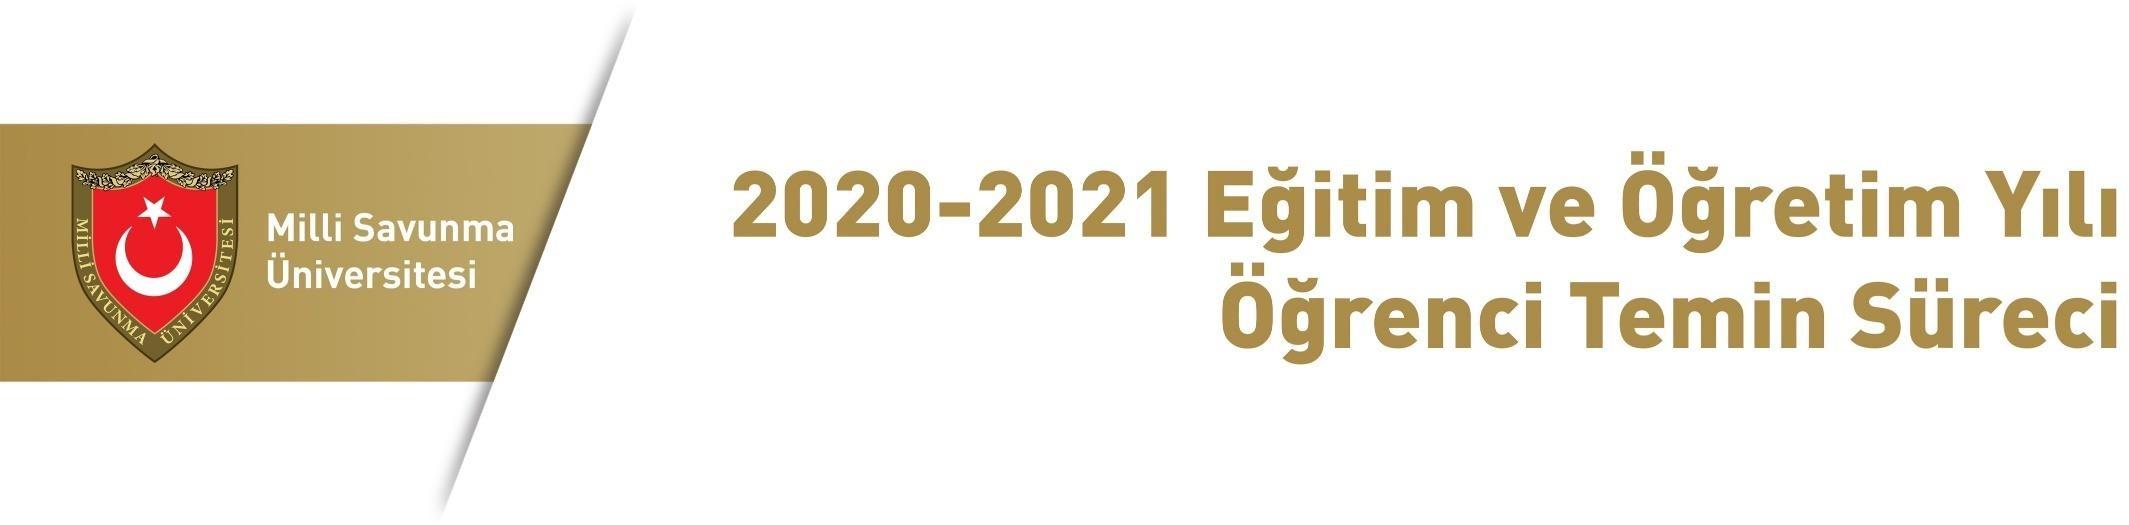 MİLLİ SAVUNMA ÜNİVERSİTESİ
Milli Savunma
Üniversitesi
2020-2021 Eğitim ve Öğretim Yılı
Öğrenci Temin Süreci